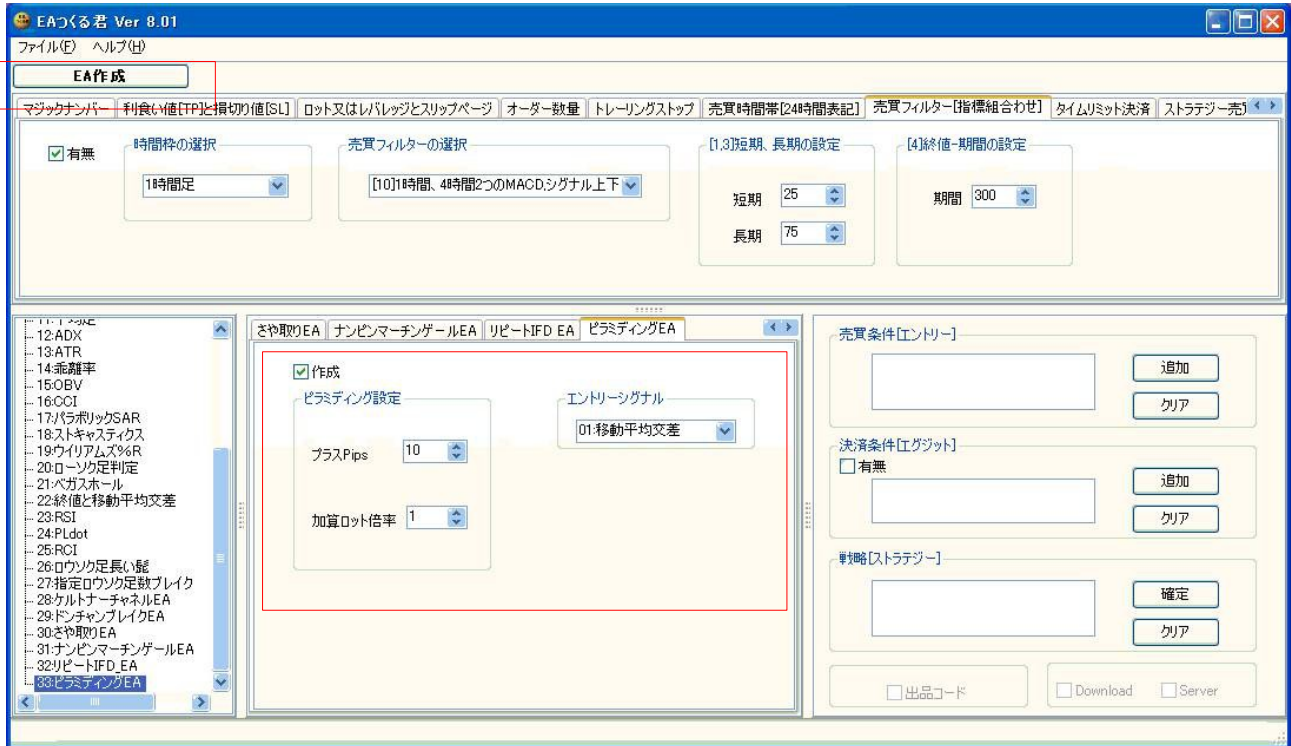 EAつくる君 Ver 8.01
ファイル(F) ヘルプ(H)
EA作成
マジックナンバー 利食い値[TP]と損切り値[SL] ロット又はレバレッジとスリップページ オーダー数量 トレーリングストップ 売買時間帯[24時間表記] 売買フィルター[指標組合わせ] タイムリミット決済 ストラテジー売
有無
時間枠の選択
1時間足
売買フィルターの選択
[10]1時間、4時間2つのMACD,シグナル上下
[1,3]短期、長期の設定
短期 25
長期 75
[4]終値-期間の設定
期間 300
12:ADX
13:ATR
14:乖離率
15:OBV
16:CCI
17:パラボリックSAR
18:ストキャスティクス
19:ウイリアムズ%R
20:ローソク足判定
21:ベガスホール
22:終値と移動平均交差
23:RSI
24:PLdot
25:RCI
26:ロウソク足長い髭
27:指定ロウソク足数ブレイク
28:ケルトナーチャネルEA
29:ドンチャンブレイクEA
30:さや取りEA
31:ナンピンマーチンゲールEA
32:リピートIFD_EA
33:ピラミディングEA
さや取りEA ナンピンマーチンゲールEA リピートIFD EA ピラミディングEA
作成
ピラミディング設定
プラスPips 10
加算ロット倍率 1
エントリーシグナル
01:移動平均交差
売買条件[エントリー]
追加
クリア
決済条件[エグジット]
有無
追加
クリア
戦略[ストラテジー]
確定
クリア
出品コード
Download Server